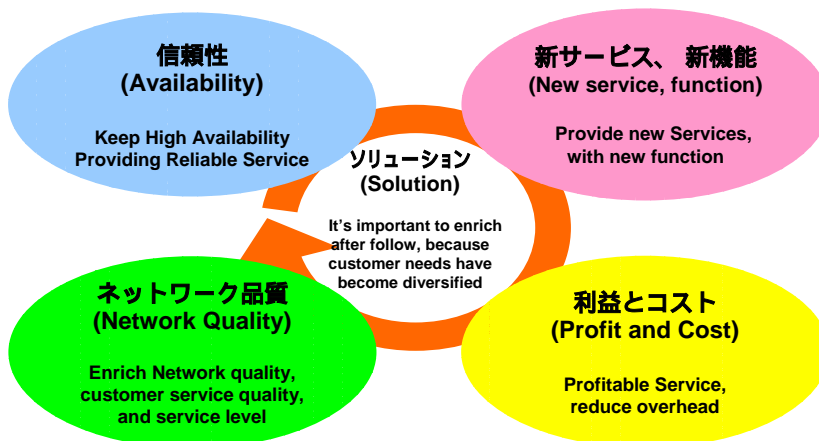 信頼性
(Availability)
Keep High Availability
Providing Reliable Service
新サービス、 新機能
(New service, function)
Provide new Services,
with new function
ソリューション
(Solution)
It's important to enrich
after follow, because
customer needs have
become diversified
ネットワーク品質
(Network Quality)
Enrich Network quality,
customer service quality,
and service level
利益とコスト
(Profit and Cost)
Profitable Service,
reduce overhead